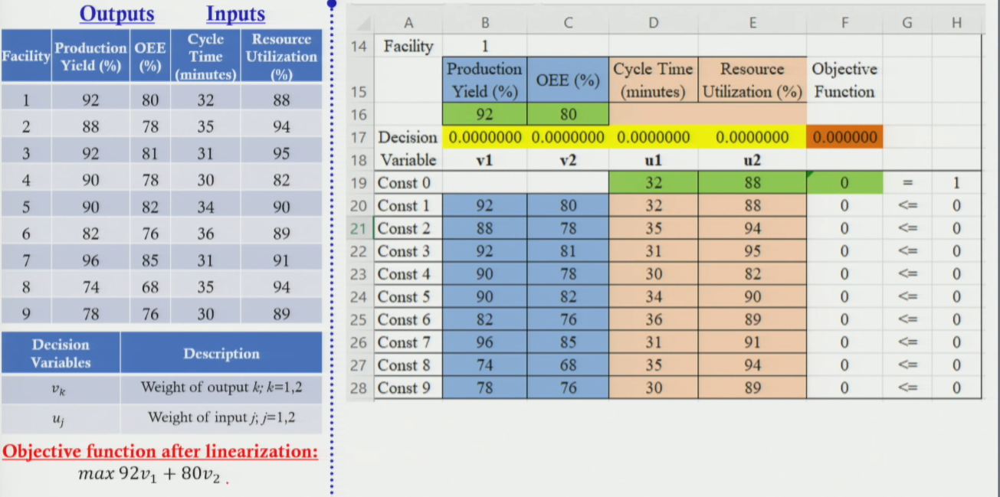 Outputs Inputs
Facility Production Yield (%) OEE (%) Cycle Time (minutes) Resource Utilization (%)
1 92 80 32 88
2 88 78 35 94
3 92 81 31 95
4 90 78 30 82
5 90 82 34 90
6 82 76 36 89
7 96 85 31 91
8 74 68 35 94
9 78 76 30 89
Decision Variables Description
vk Weight of output k; k=1,2
uj Weight of input j; j=1,2
Objective function after linearization:
max 92v1 + 80v2 .
A B C D E F G H
14 Facility 1
15 Production Yield (%) OEE (%) Cycle Time (minutes) Resource Utilization (%) Objective Function
16 92 80
17 Decision 0.0000000 0.0000000 0.0000000 0.0000000 0.000000
18 Variable v1 v2 u1 u2
19 Const 0 32 88 0 = 1
20 Const 1 92 80 32 88 0 <= 0
21 Const 2 88 78 35 94 0 <= 0
22 Const 3 92 81 31 95 0 <= 0
23 Const 4 90 78 30 82 0 <= 0
24 Const 5 90 82 34 90 0 <= 0
25 Const 6 82 76 36 89 0 <= 0
26 Const 7 96 85 31 91 0 <= 0
27 Const 8 74 68 35 94 0 <= 0
28 Const 9 78 76 30 89 0 <= 0